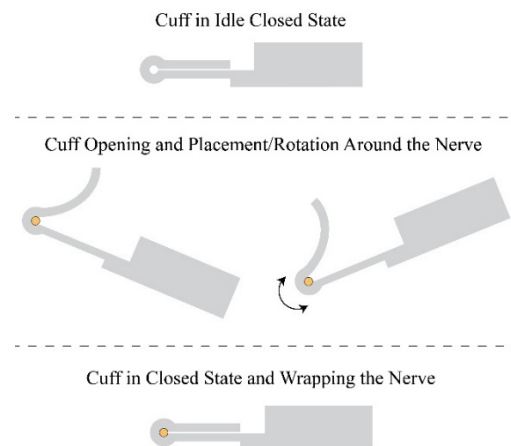 Cuff in Idle Closed State
Cuff Opening and Placement/Rotation Around the Nerve
Cuff in Closed State and Wrapping the Nerve